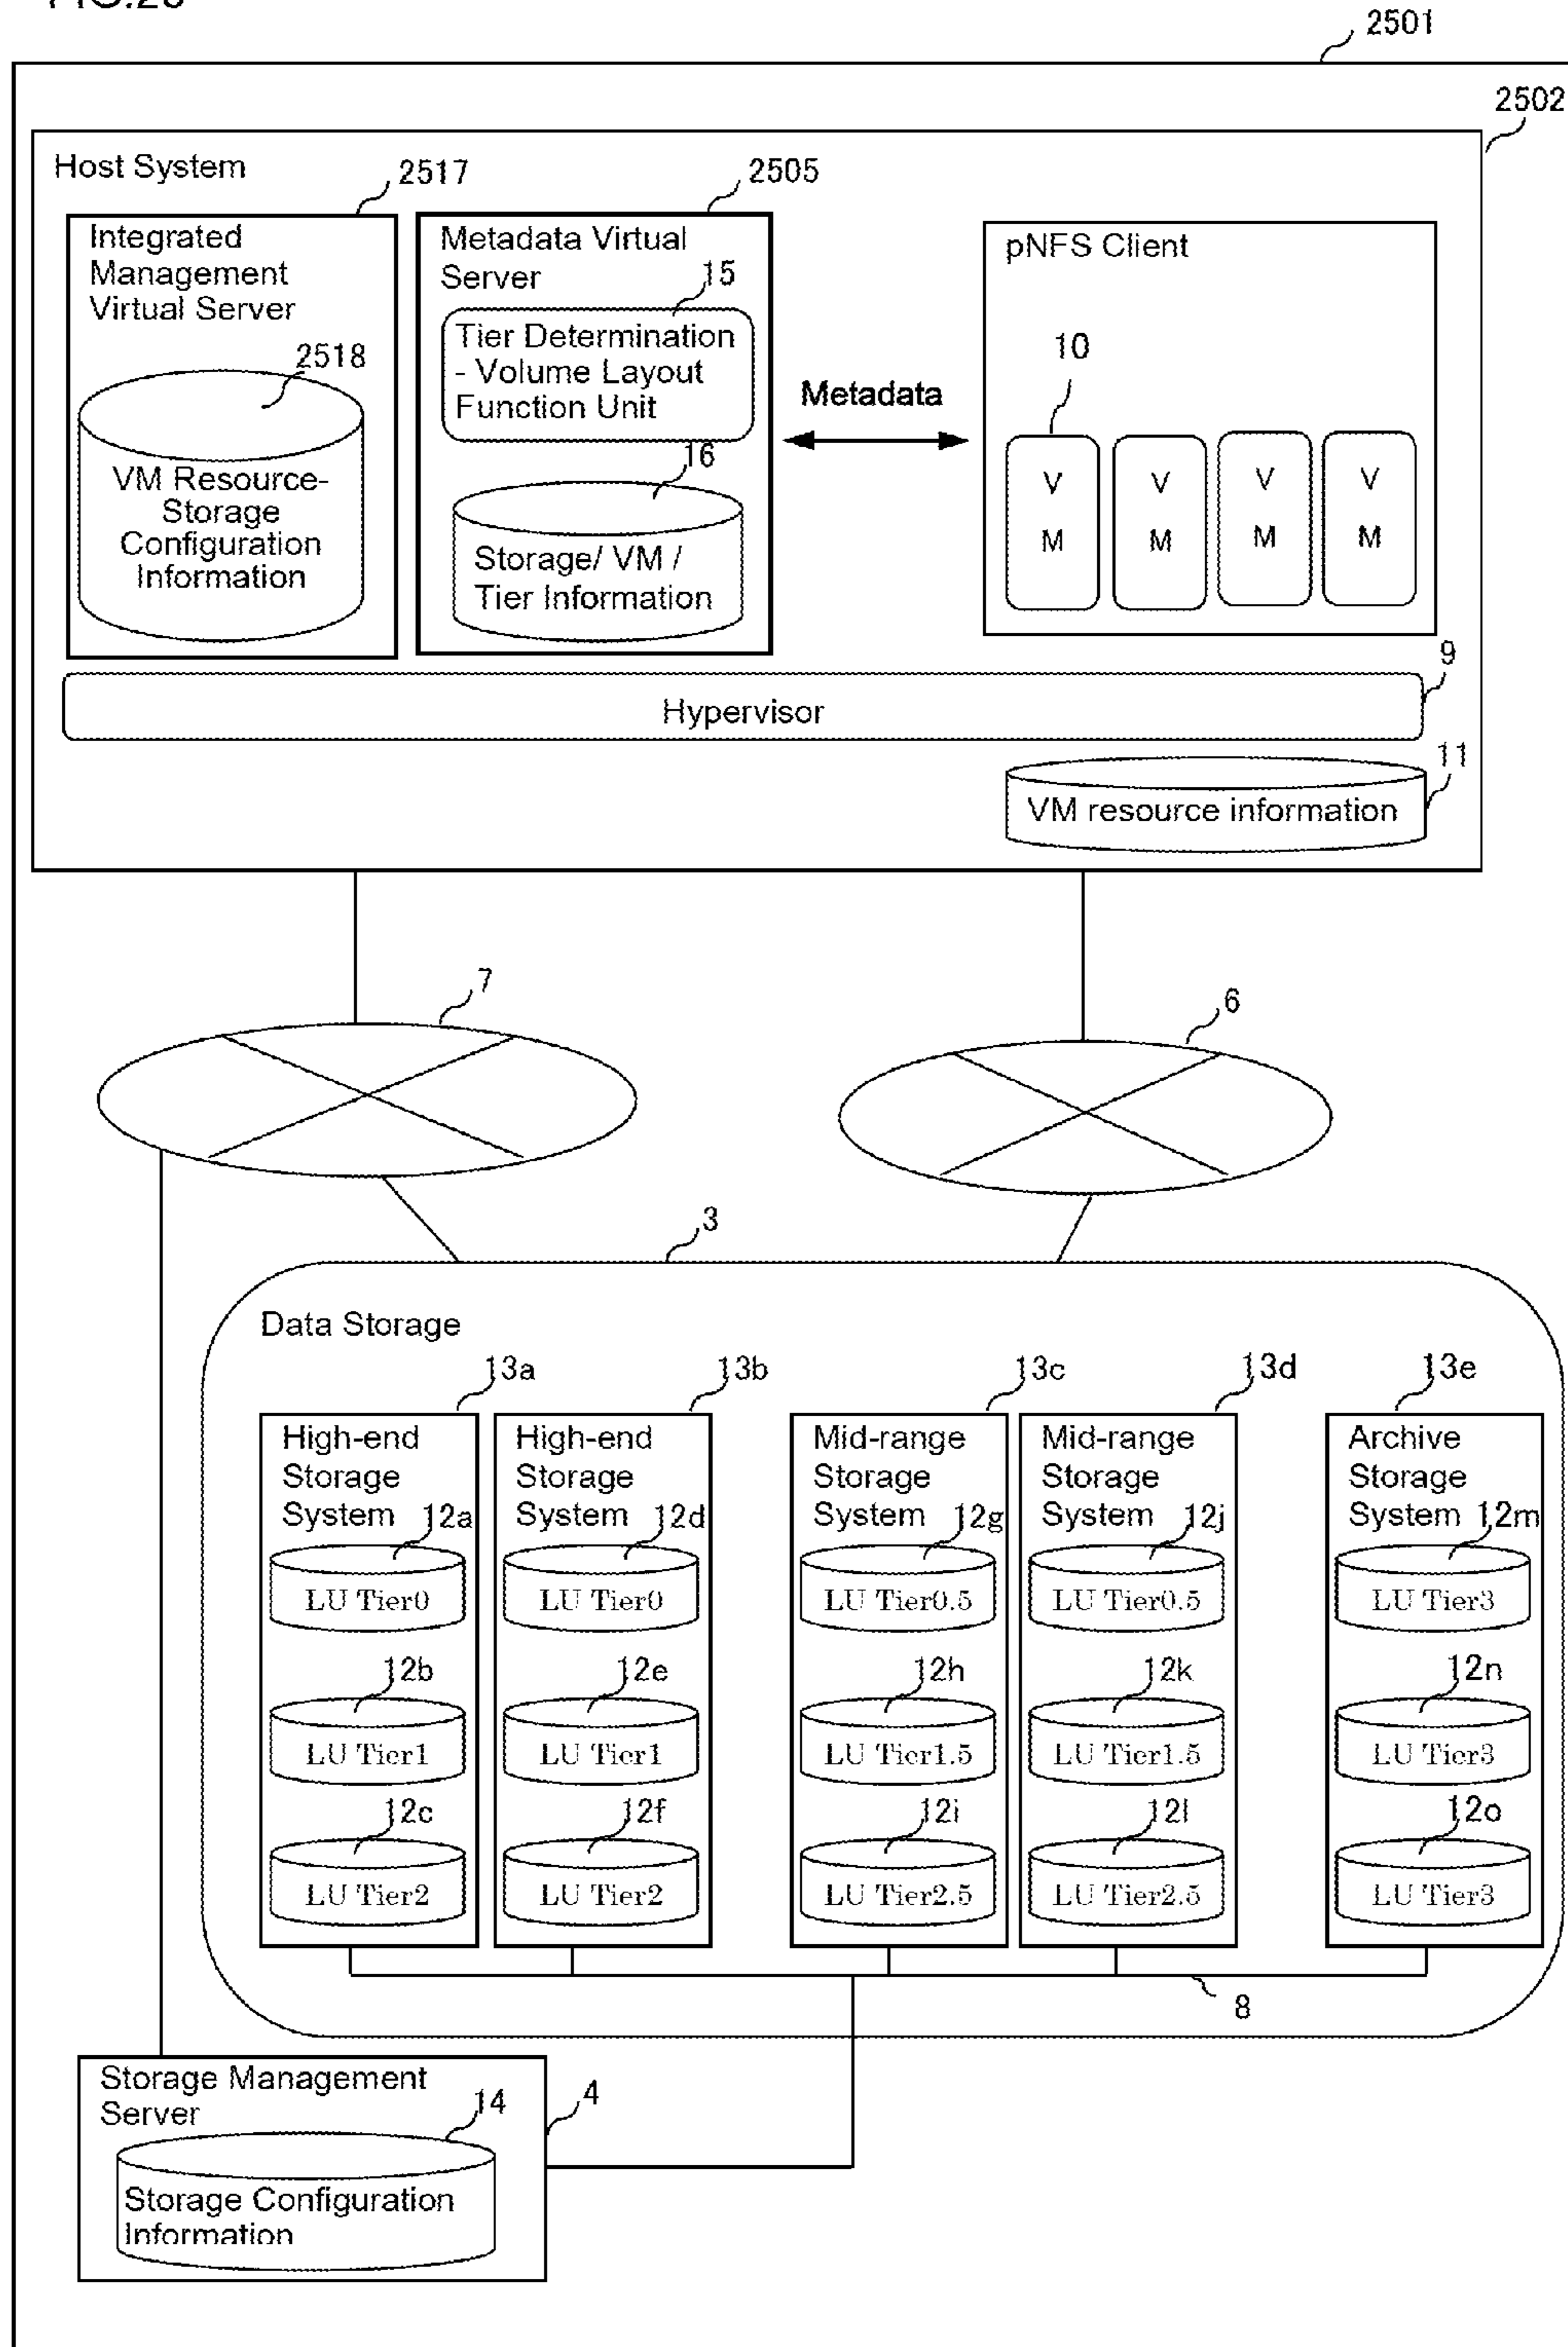 2501
2502
Host System
2517
2505
Integrated
Management
Virtual Server
2518
VM Resource-
Storage
Configuration
Information
Metadata Virtual
Server
15
Tier Determination
- Volume Layout
Function Unit
16
Storage/ VM /
Tier Information
Metadata
pNFS Client
10
V
M
V
M
V
M
V
M
9
Hypervisor
11
VM resource information
7
6
3
Data Storage
13a
13b
13c
13d
13e
High-end
Storage
System
12a
LU Tier0
12b
LU Tier1
12c
LU Tier2
High-end
Storage
System
12d
LU Tier0
12e
LU Tier1
12f
LU Tier2
Mid-range
Storage
System
12g
LU Tier0.5
12h
LU Tier1.5
12i
LU Tier2.5
Mid-range
Storage
System
12j
LU Tier0.5
12k
LU Tier1.5
12l
LU Tier2.5
Archive
Storage
System
12m
LU Tier3
12n
LU Tier3
12o
LU Tier3
8
Storage Management
Server
14
4
Storage Configuration
Information